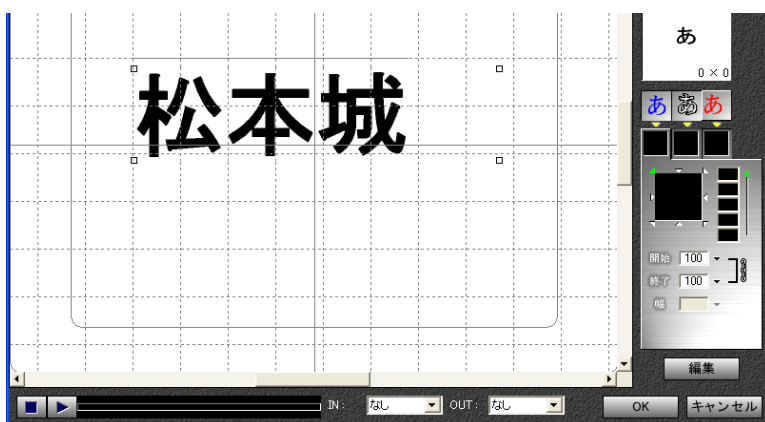 あ
0 × 0
松本城
あ あ あ
開始 100
終了 100
幅
編集
IN : なし OUT : なし
OK キャンセル